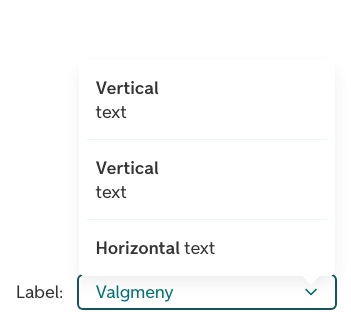 Vertical
text
Vertical
text
Horizontal text
Label: Valgmeny